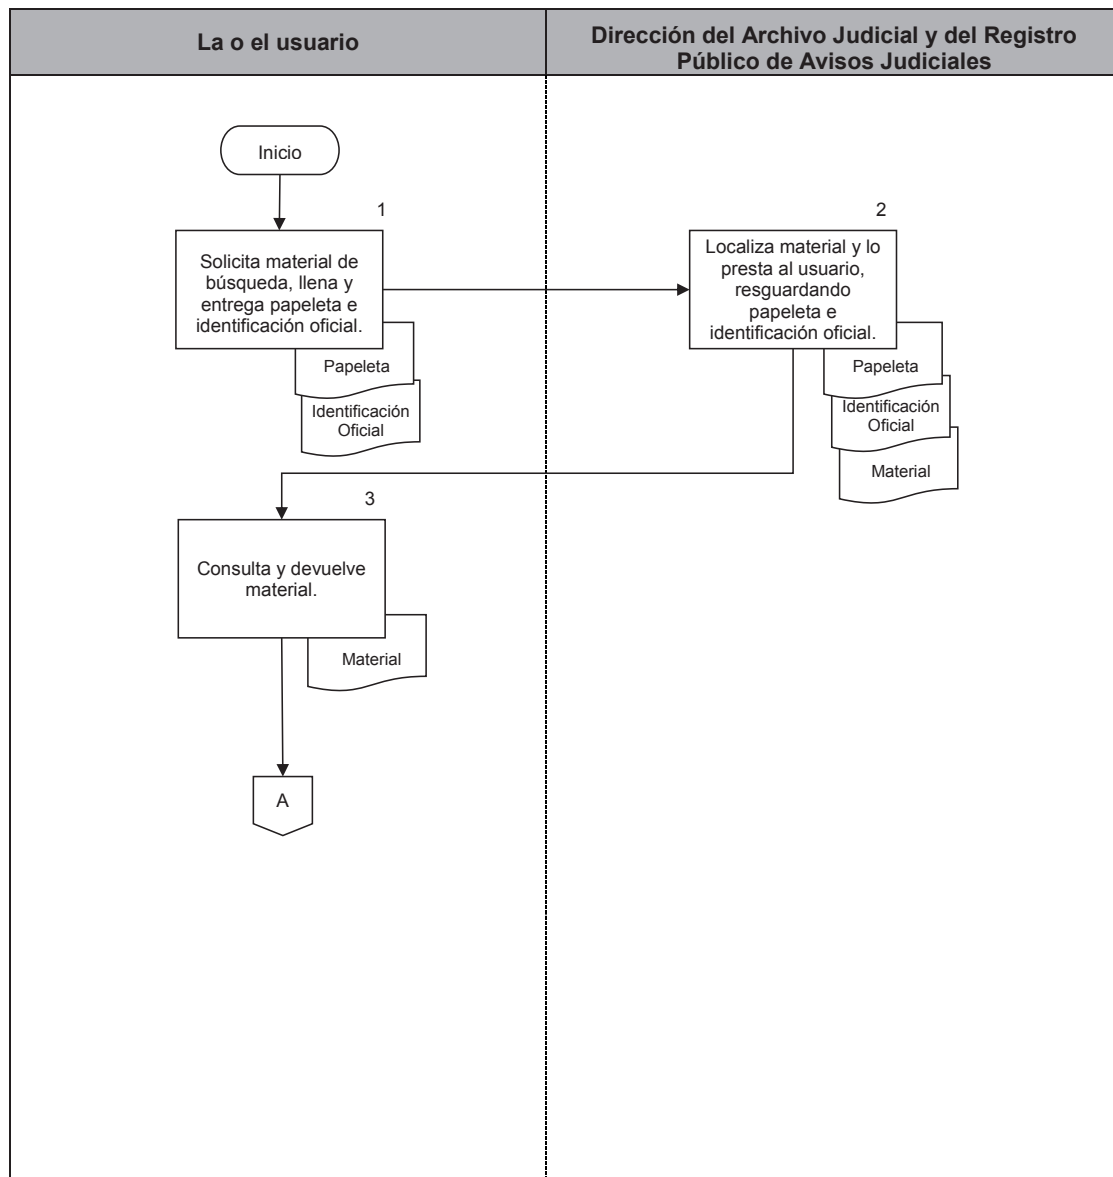 La o el usuario
Dirección del Archivo Judicial y del Registro
Público de Avisos Judiciales
Inicio
1
Solicita material de
búsqueda, llena y
entrega papeleta e
identificación oficial.
Papeleta
Identificación
Oficial
2
Localiza material y lo
presta al usuario,
resguardando
papeleta e
identificación oficial.
Papeleta
Identificación
Oficial
Material
3
Consulta y devuelve
material.
Material
A